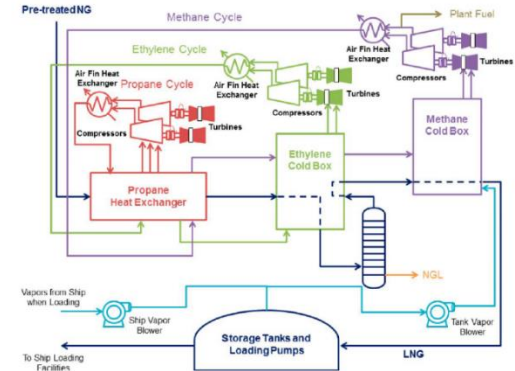 Pre-treated NG
Methane Cycle
Plant Fuel
Ethylene Cycle
Air Fin Heat
Exchanger
Compressors
Turbines
Air Fin Heat
Exchanger
Propane Cycle
Air Fin Heat
Exchanger
Compressors
Turbines
Compressors
Turbines
Methane
Cold Box
Ethylene
Cold Box
Propane
Heat Exchanger
NGL
Vapors from Ship
when Loading
Ship Vapor
Blower
Tank Vapor
Blower
Storage Tanks and
Loading Pumps
LNG
To Ship Loading
Facilities